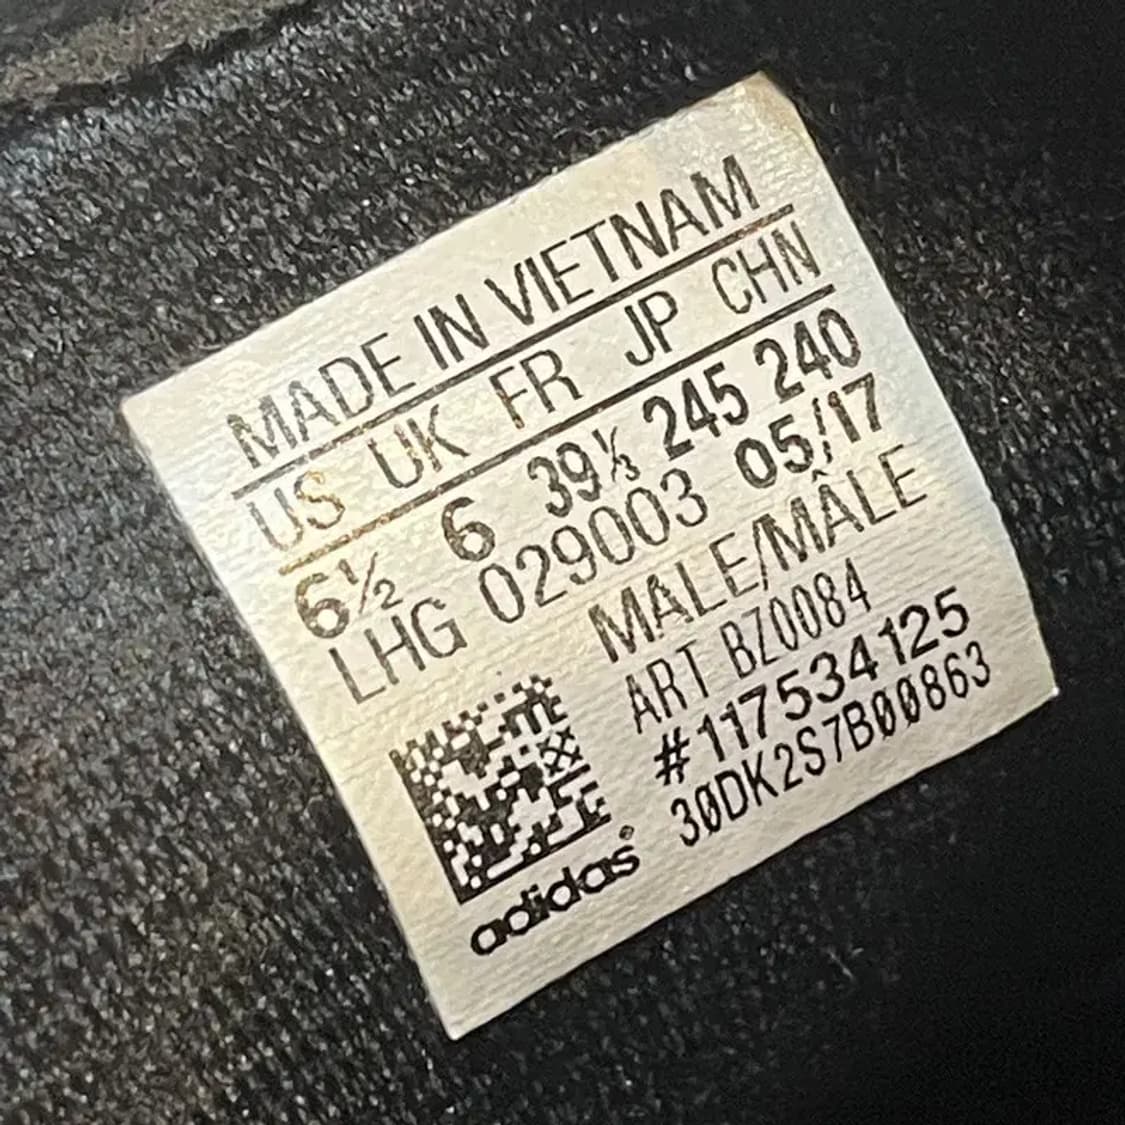 MADE IN VIETNAM
US UK FR JP CHN
6½ 6 39⅓ 245 240
LHG 029003 05/17
MALE/MÂLE
ART BZ0084
#117534125
30DK2S7B00863
adidas®